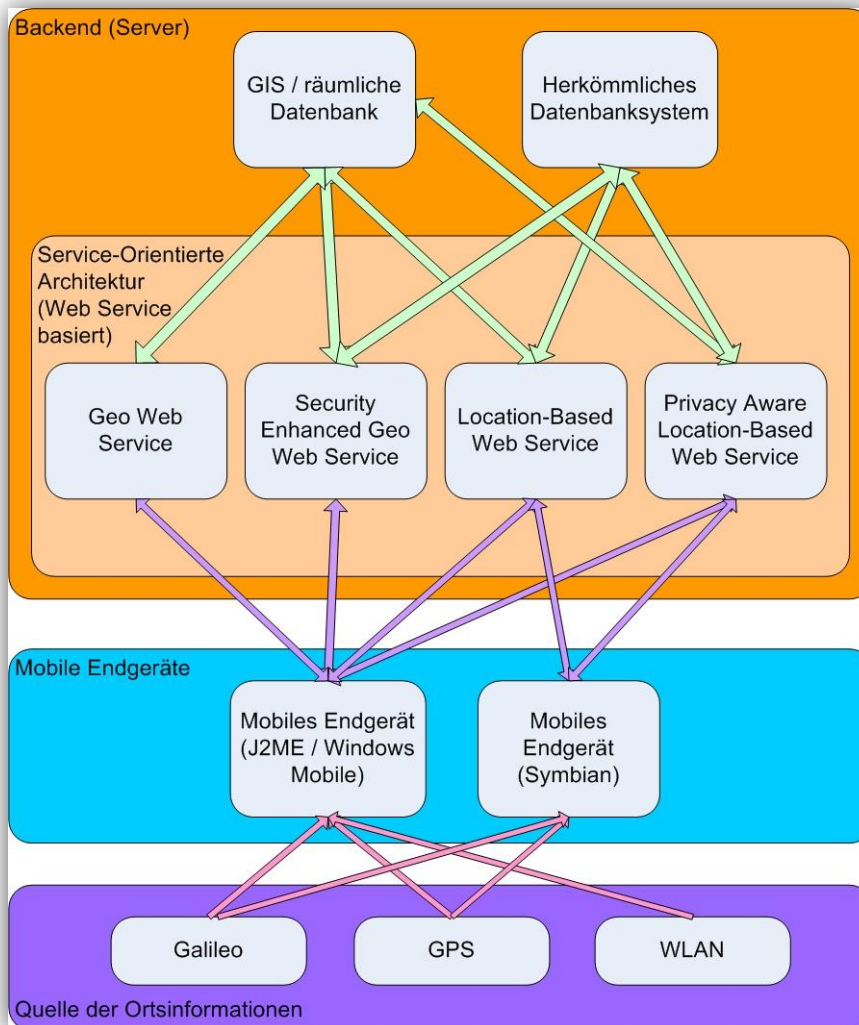 Backend (Server)
GIS / räumliche
Datenbank
Herkömmliches
Datenbanksystem
Service-Orientierte
Architektur
(Web Service
basiert)
Geo Web
Service
Security
Enhanced Geo
Web Service
Location-Based
Web Service
Privacy Aware
Location-Based
Web Service
Mobile Endgeräte
Mobiles Endgerät
(J2ME / Windows
Mobile)
Mobiles
Endgerät
(Symbian)
Galileo
GPS
WLAN
Quelle der Ortsinformationen